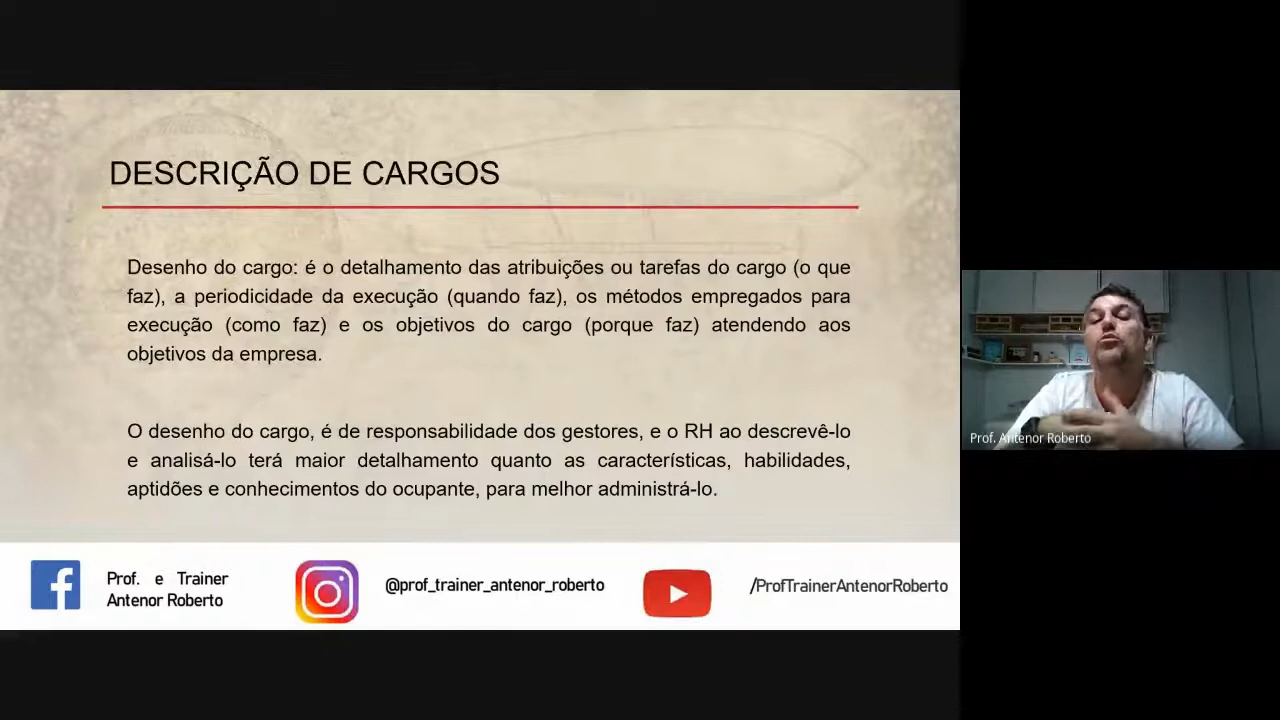 DESCRIÇÃO DE CARGOS
Desenho do cargo: é o detalhamento das atribuições ou tarefas do cargo (o que
faz), a periodicidade da execução (quando faz), os métodos empregados para
execução (como faz) e os objetivos do cargo (porque faz) atendendo aos
objetivos da empresa.
O desenho do cargo, é de responsabilidade dos gestores, e o RH ao descrevê-lo
e analisá-lo terá maior detalhamento quanto as características, habilidades,
aptidões e conhecimentos do ocupante, para melhor administrá-lo.
Prof. e Trainer
Antenor Roberto
@prof_trainer_antenor_roberto
/ProfTrainerAntenorRoberto
Prof. Antenor Roberto